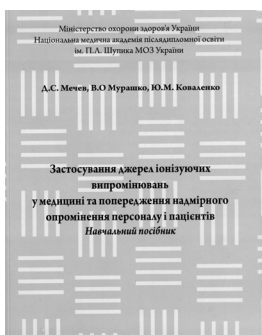 Міністерство охорони здоров'я України
Національна медична академія післядипломної освіти
ім. П.Л. Шупика МОЗ України
Д.С. Мечев, В.О Мурашко, Ю.М. Коваленко
Застосування джерел іонізуючих
випромінювань
у медицині та попередження надмірного
опромінення персоналу і пацієнтів
Навчальний посібник